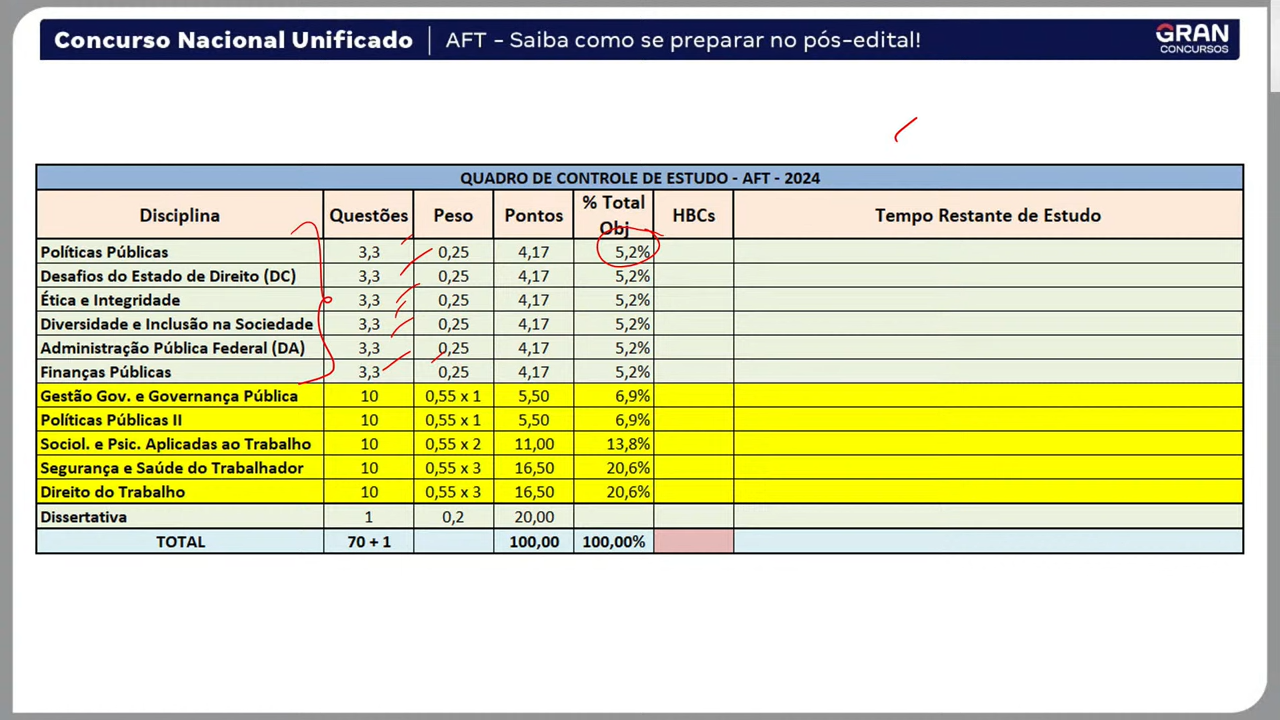 Concurso Nacional Unificado | AFT - Saiba como se preparar no pós-edital!
GRAN
CONCURSOS
QUADRO DE CONTROLE DE ESTUDO - AFT - 2024
Disciplina Questões Peso Pontos % Total Obj HBCs Tempo Restante de Estudo
Políticas Públicas 3,3 0,25 4,17 5,2%
Desafios do Estado de Direito (DC) 3,3 0,25 4,17 5,2%
Ética e Integridade 3,3 0,25 4,17 5,2%
Diversidade e Inclusão na Sociedade 3,3 0,25 4,17 5,2%
Administração Pública Federal (DA) 3,3 0,25 4,17 5,2%
Finanças Públicas 3,3 0,25 4,17 5,2%
Gestão Gov. e Governança Pública 10 0,55 x 1 5,50 6,9%
Políticas Públicas II 10 0,55 x 1 5,50 6,9%
Sociol. e Psic. Aplicadas ao Trabalho 10 0,55 x 2 11,00 13,8%
Segurança e Saúde do Trabalhador 10 0,55 x 3 16,50 20,6%
Direito do Trabalho 10 0,55 x 3 16,50 20,6%
Dissertativa 1 0,2 20,00
TOTAL 70 + 1 100,00 100,00%